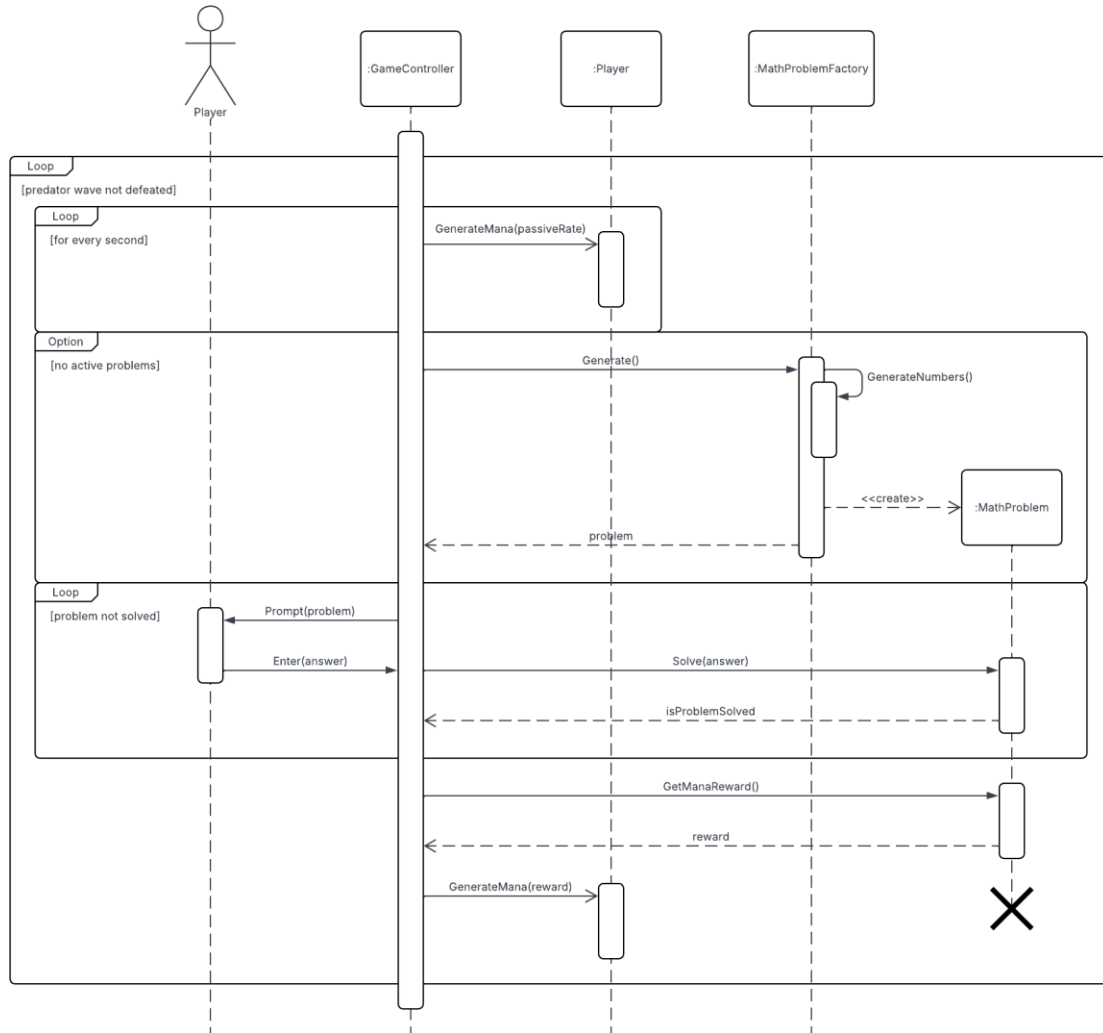 Player
:GameController
:Player
:MathProblemFactory
Loop
[predator wave not defeated]
Loop
[for every second]
GenerateMana(passiveRate)
Option
[no active problems]
Generate()
GenerateNumbers()
<<create>>
:MathProblem
problem
Loop
[problem not solved]
Prompt(problem)
Enter(answer)
Solve(answer)
isProblemSolved
GetManaReward()
reward
GenerateMana(reward)